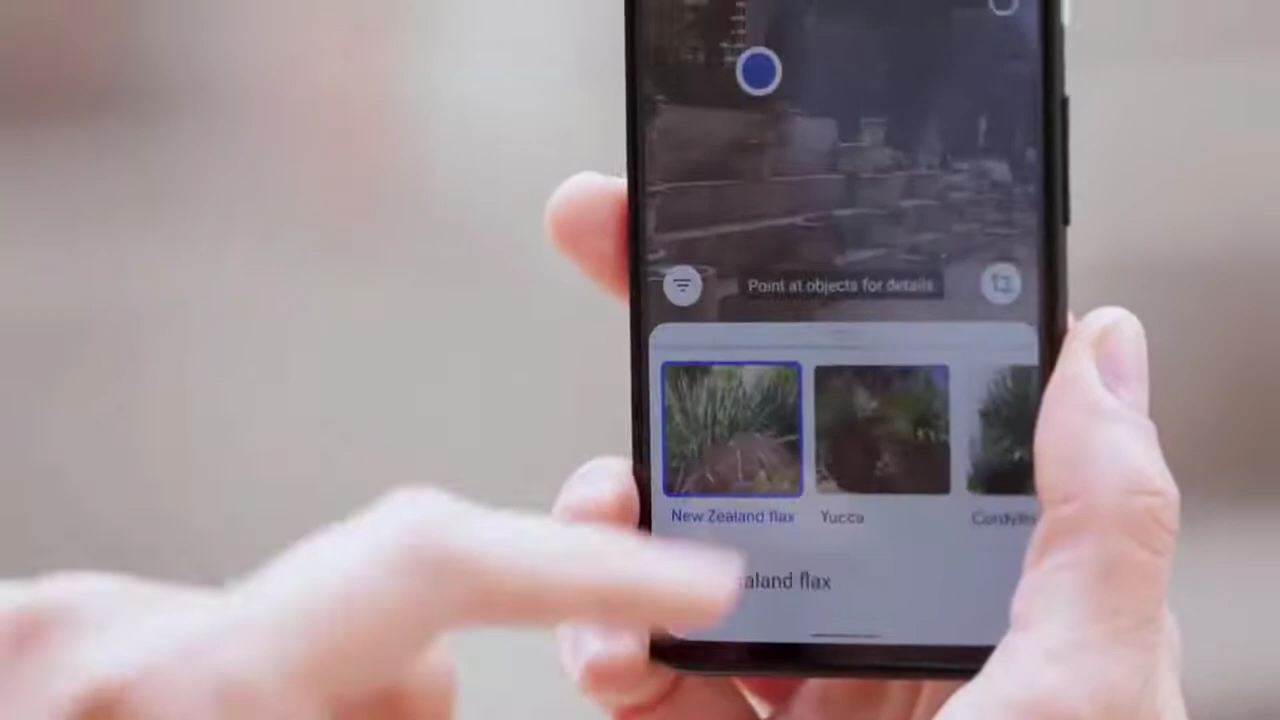 Point at objects for details
New Zealand flax
Yucca
aland flax